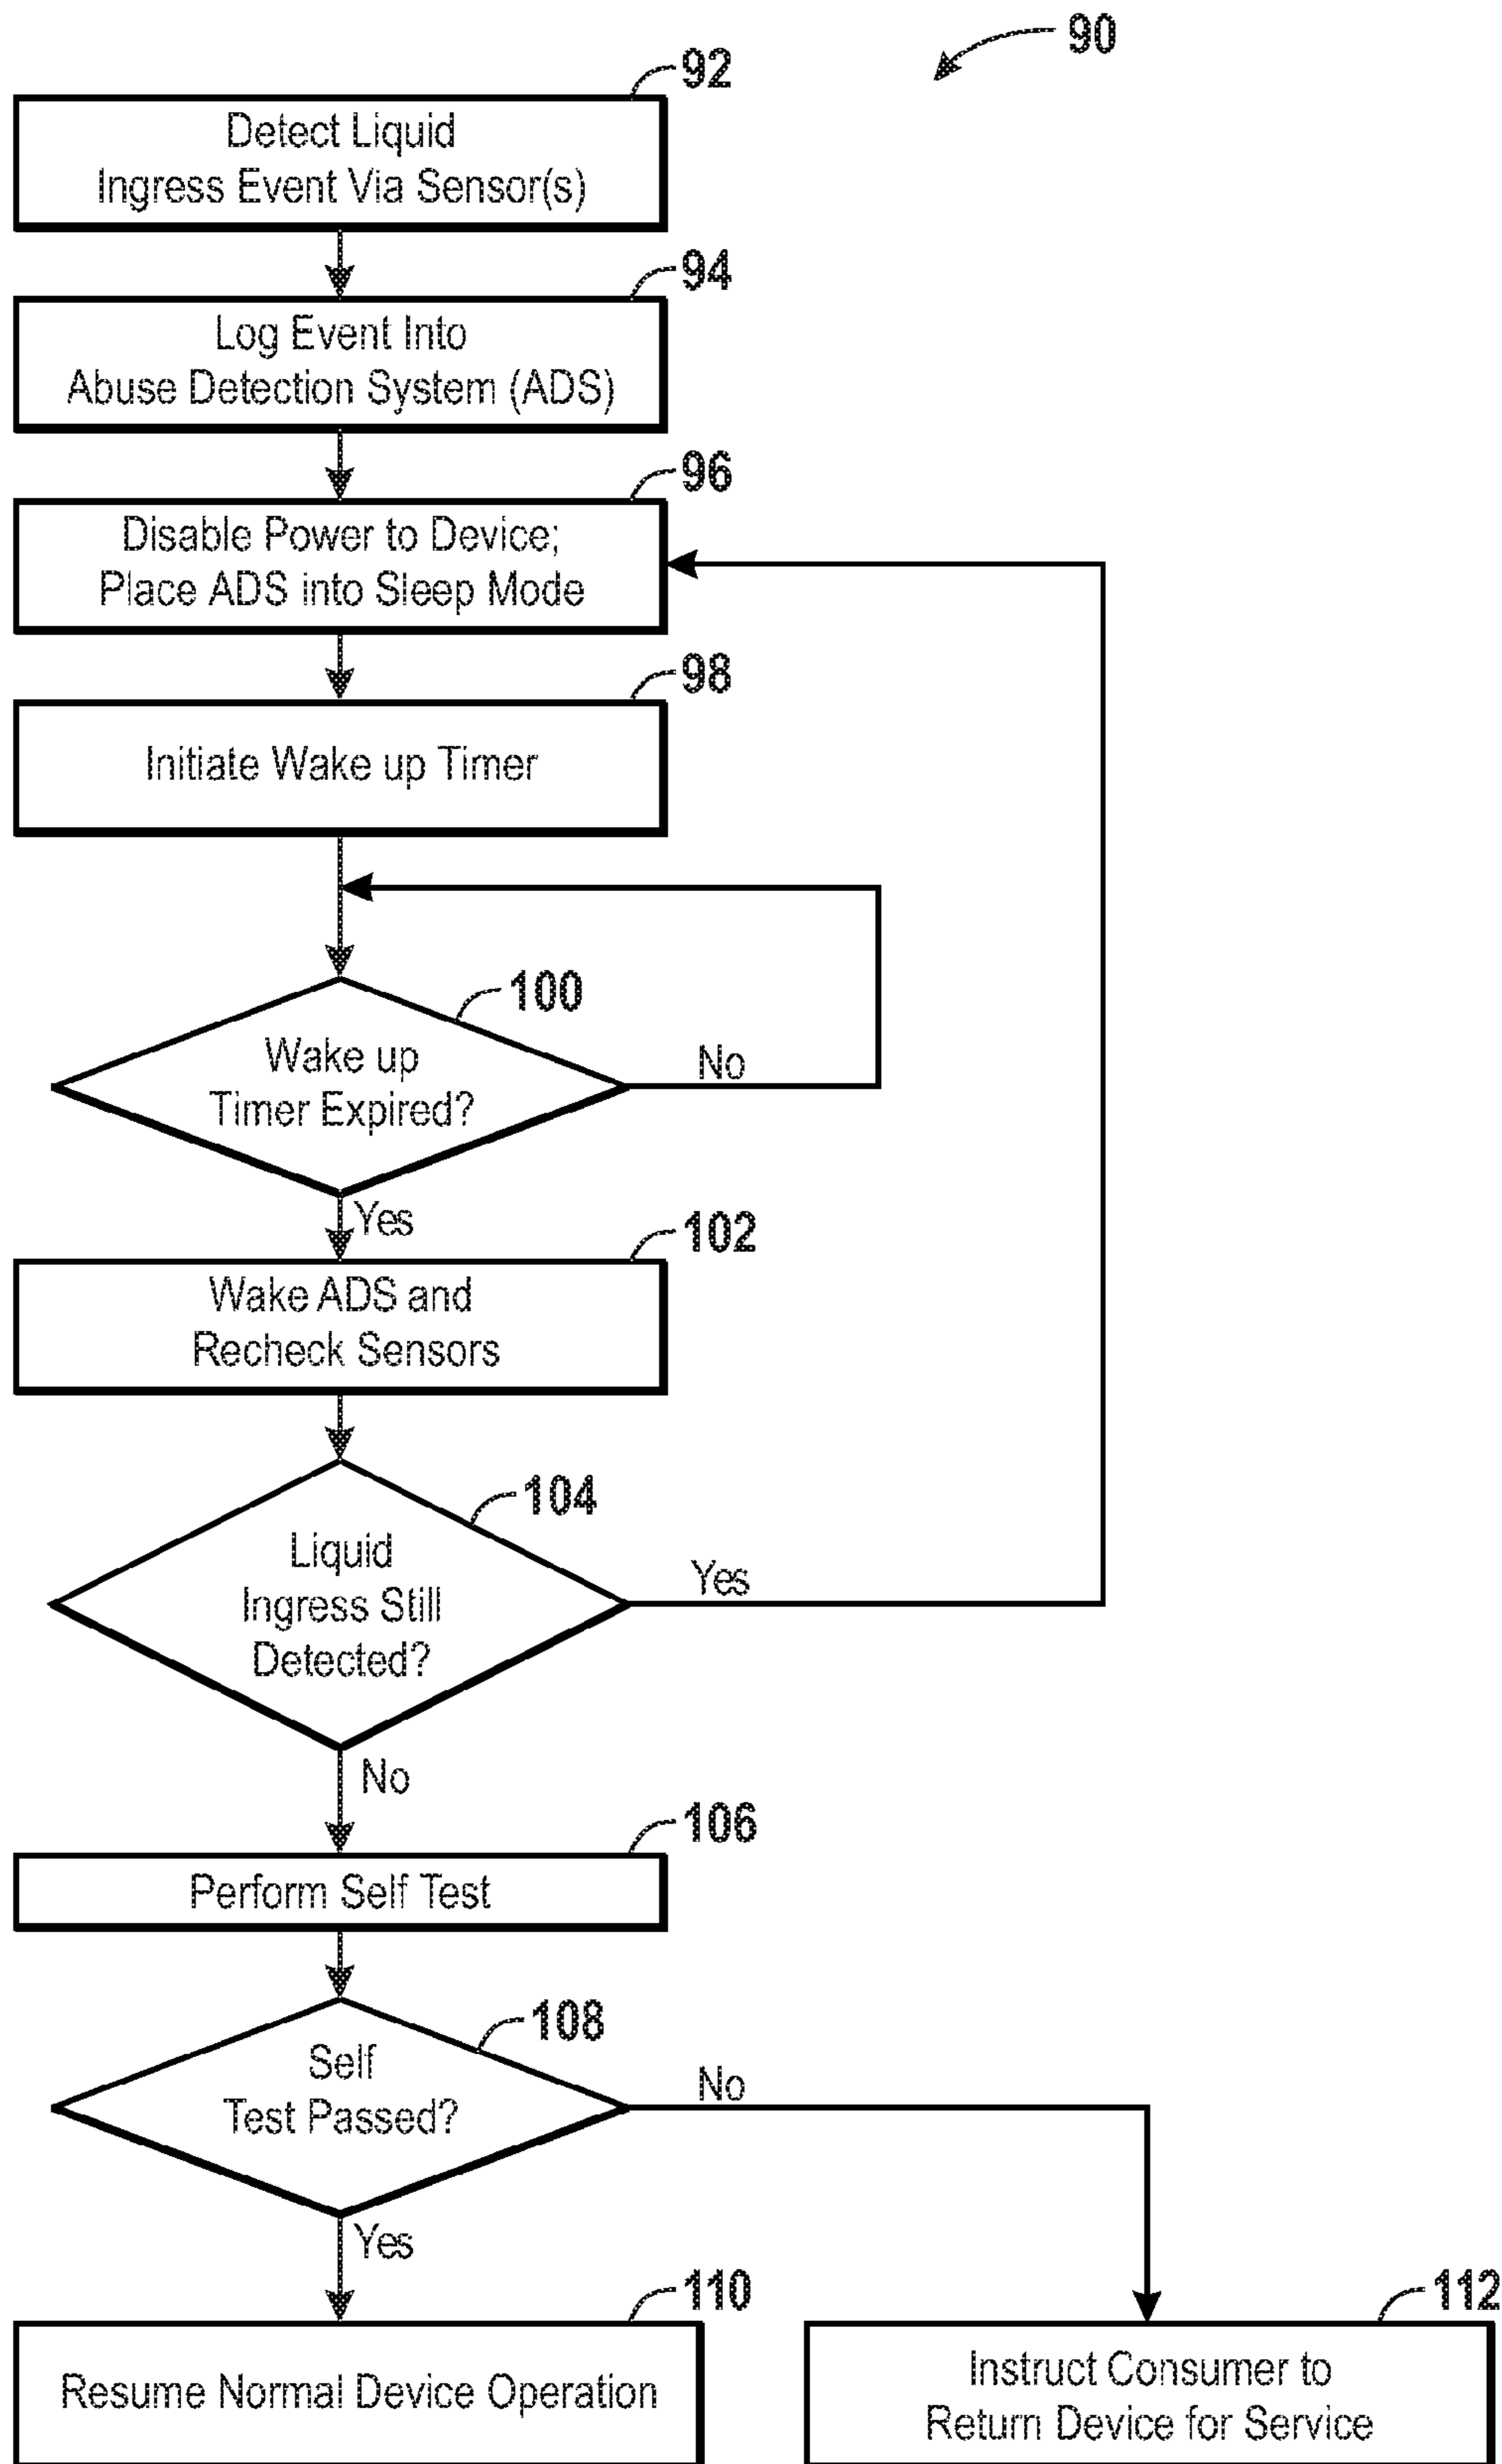 90
92
Detect Liquid
Ingress Event Via Sensor(s)
94
Log Event Into
Abuse Detection System (ADS)
96
Disable Power to Device;
Place ADS into Sleep Mode
98
Initiate Wake up Timer
100
Wake up
Timer Expired?
No
Yes
102
Wake ADS and
Recheck Sensors
104
Liquid
Ingress Still
Detected?
Yes
No
106
Perform Self Test
108
Self
Test Passed?
No
Yes
110
Resume Normal Device Operation
112
Instruct Consumer to
Return Device for Service